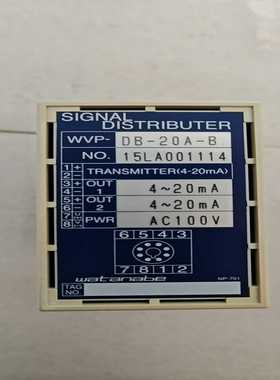 SIGNAL
DISTRIBUTER
WVP- DB-20A-B
NO. 15LA001114
1 + TRANSMITTER(4-20mA)
2 -
3 + OUT 1 4~20mA
4 -
5 + OUT 2 4~20mA
6 -
7 PWR AC100V
8
6 5 4 3
7 8 1 2
watanabe
TAG NO.
NP-701